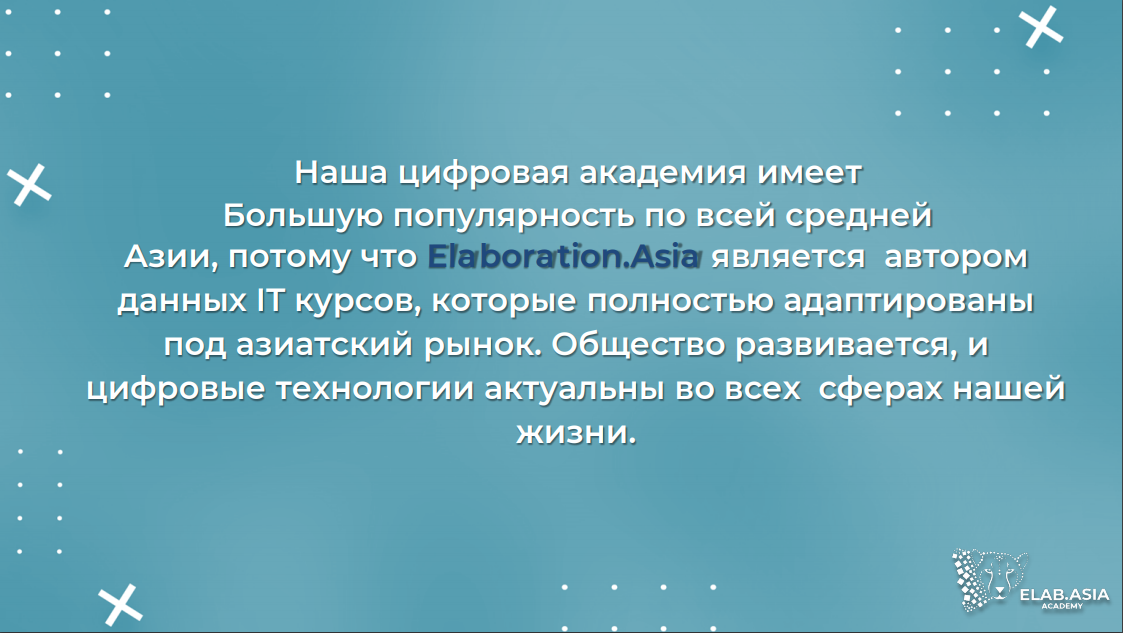 Наша цифровая академия имеет
Большую популярность по всей средней
Азии, потому что Elaboration.Asia является автором
данных IT курсов, которые полностью адаптированы
под азиатский рынок. Общество развивается, и
цифровые технологии актуальны во всех сферах нашей
жизни.
ELAB.ASIA
ACADEMY